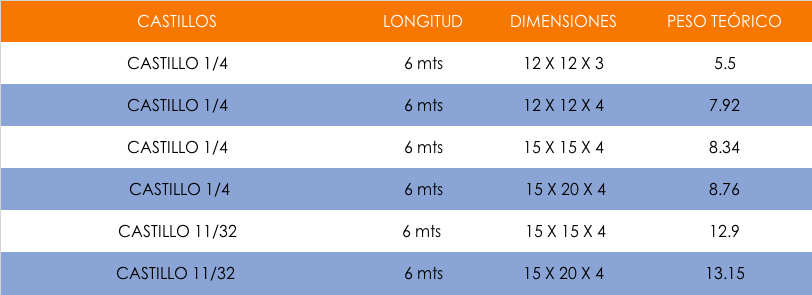 CASTILLOS LONGITUD DIMENSIONES PESO TEÓRICO
CASTILLO 1/4 6 mts 12 X 12 X 3 5.5
CASTILLO 1/4 6 mts 12 X 12 X 4 7.92
CASTILLO 1/4 6 mts 15 X 15 X 4 8.34
CASTILLO 1/4 6 mts 15 X 20 X 4 8.76
CASTILLO 11/32 6 mts 15 X 15 X 4 12.9
CASTILLO 11/32 6 mts 15 X 20 X 4 13.15